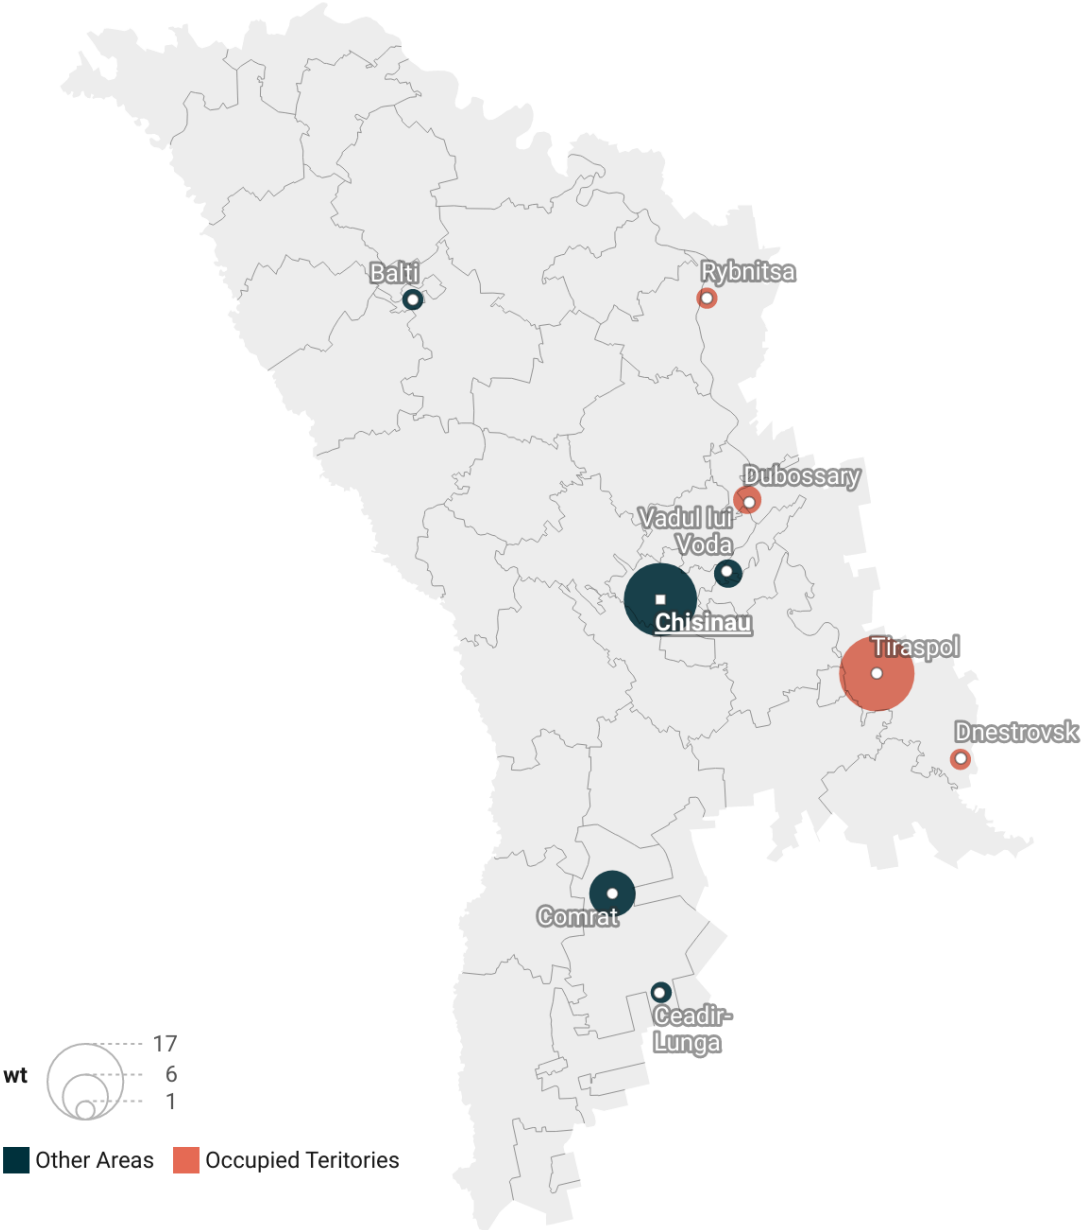 Balti
Rybnitsa
Dubossary
Vadul lui
Voda
Chisinau
Tiraspol
Dnestrovsk
Comrat
Ceadir-
Lunga
17
wt
6
1
Other Areas
Occupied Teritories